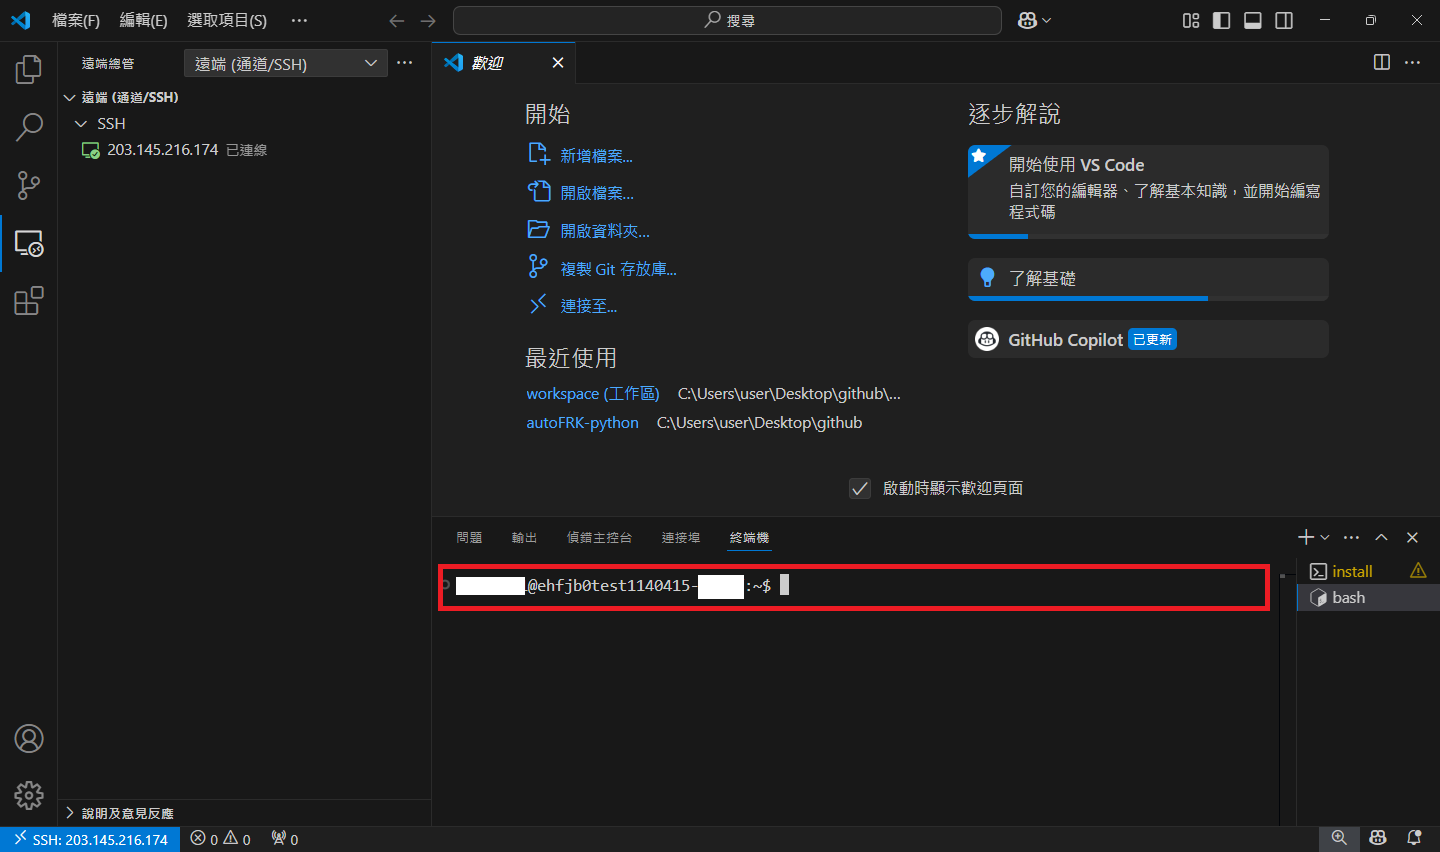 檔案(F) 編輯(E) 選取項目(S) ··· 搜尋
遠端總管 遠端 (通道/SSH) ···
遠端 (通道/SSH)
SSH
203.145.216.174 已連線
歡迎
開始
新增檔案...
開啟檔案...
開啟資料夾...
複製 Git 存放庫...
連接至...
最近使用
workspace (工作區) C:\Users\user\Desktop\github\...
autoFRK-python C:\Users\user\Desktop\github
逐步解說
開始使用 VS Code
自訂您的編輯器、了解基本知識，並開始編寫
程式碼
了解基礎
GitHub Copilot 已更新
啟動時顯示歡迎頁面
問題 輸出 偵錯主控台 連接埠 終端機
@ehfjb0test1140415- :~$
install
bash
說明及意見反應
SSH: 203.145.216.174 0 0 0